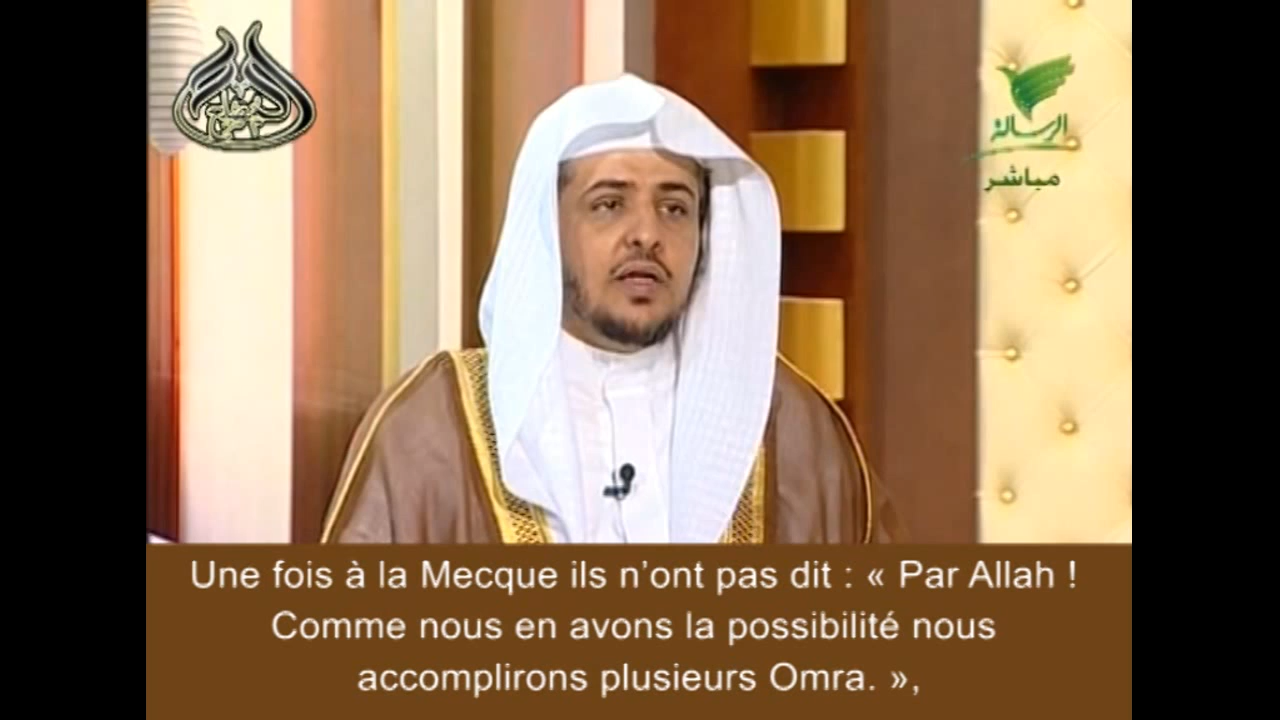 الرسالة
مباشر
Une fois à la Mecque ils n’ont pas dit : « Par Allah !
Comme nous en avons la possibilité nous
accomplirons plusieurs Omra. »,